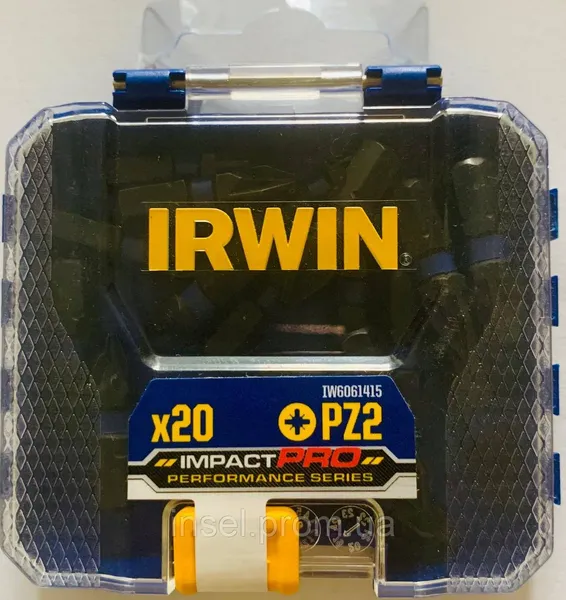 IRWIN
®
IW6061415
x20 PZ2
IMPACT PRO
PERFORMANCE SERIES
insel.prom.ua